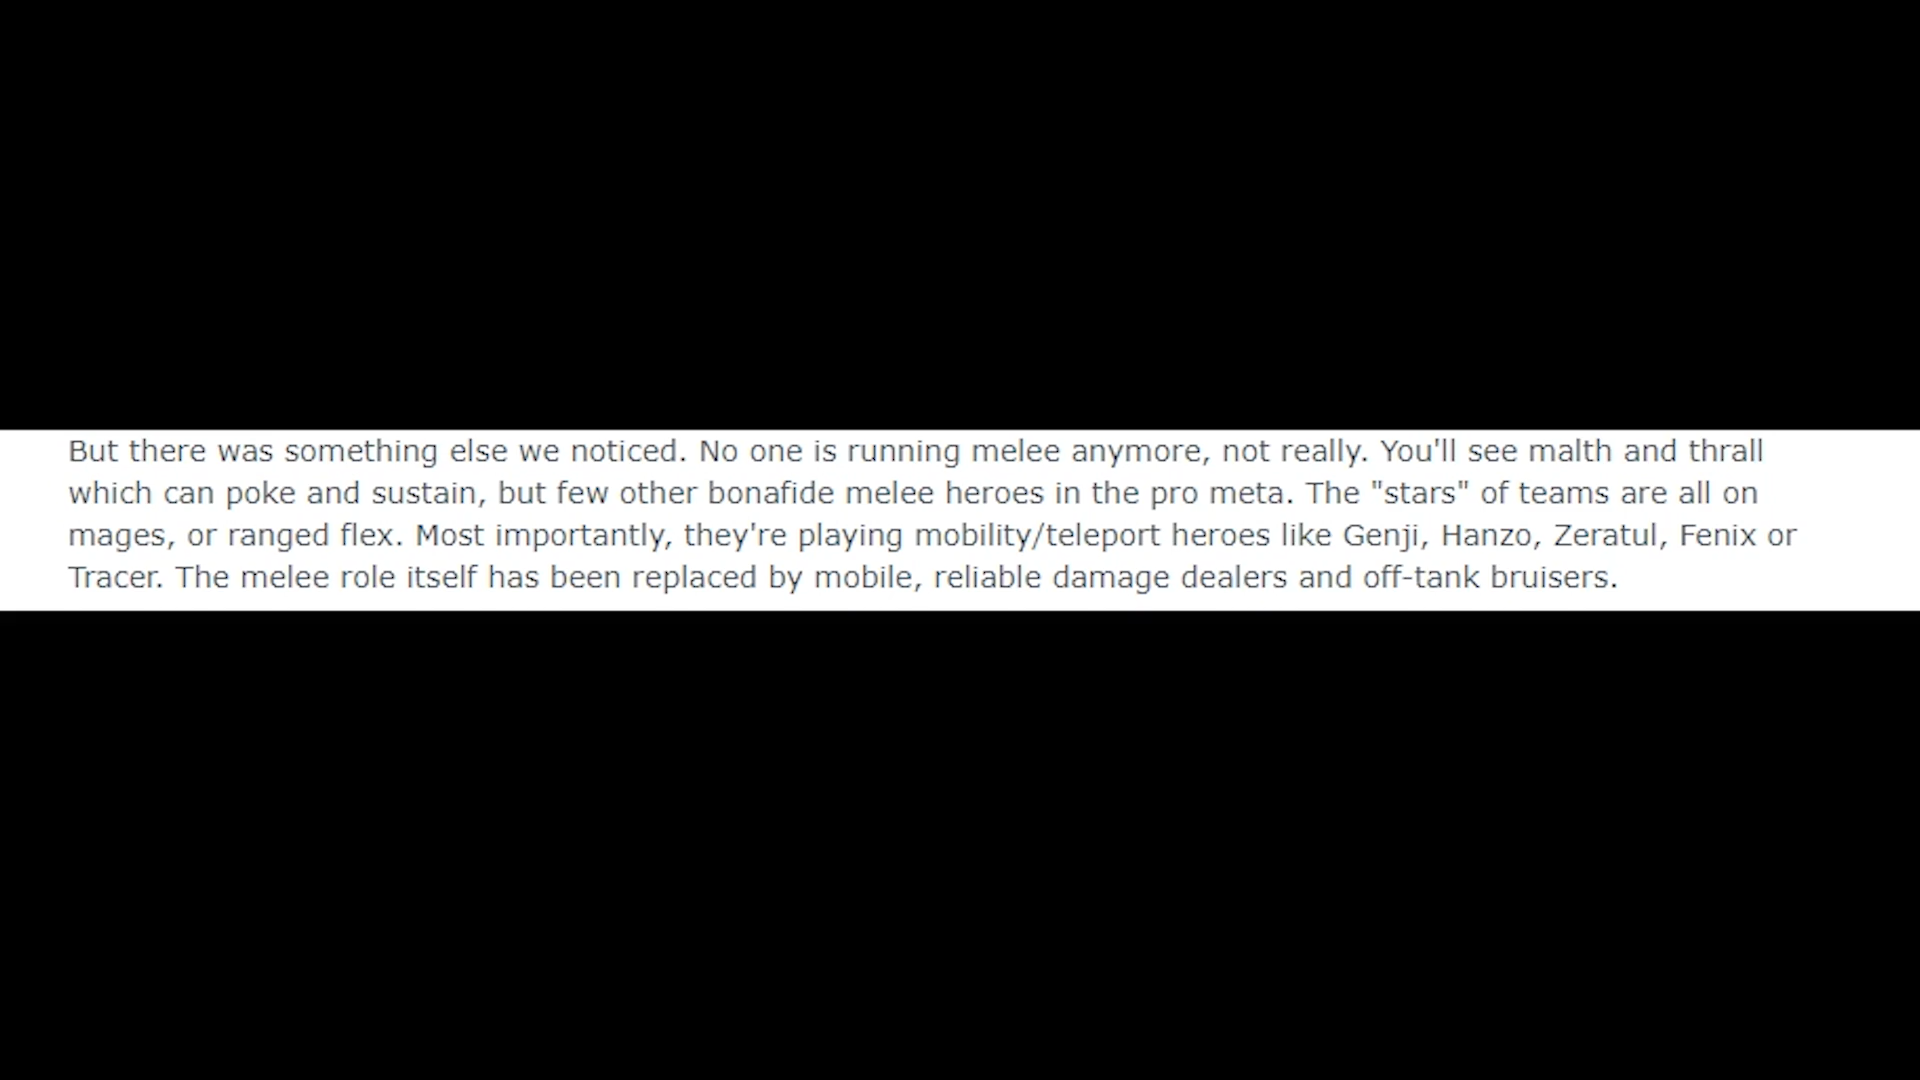 But there was something else we noticed. No one is running melee anymore, not really. You'll see malth and thrall
which can poke and sustain, but few other bonafide melee heroes in the pro meta. The "stars" of teams are all on
mages, or ranged flex. Most importantly, they're playing mobility/teleport heroes like Genji, Hanzo, Zeratul, Fenix or
Tracer. The melee role itself has been replaced by mobile, reliable damage dealers and off-tank bruisers.